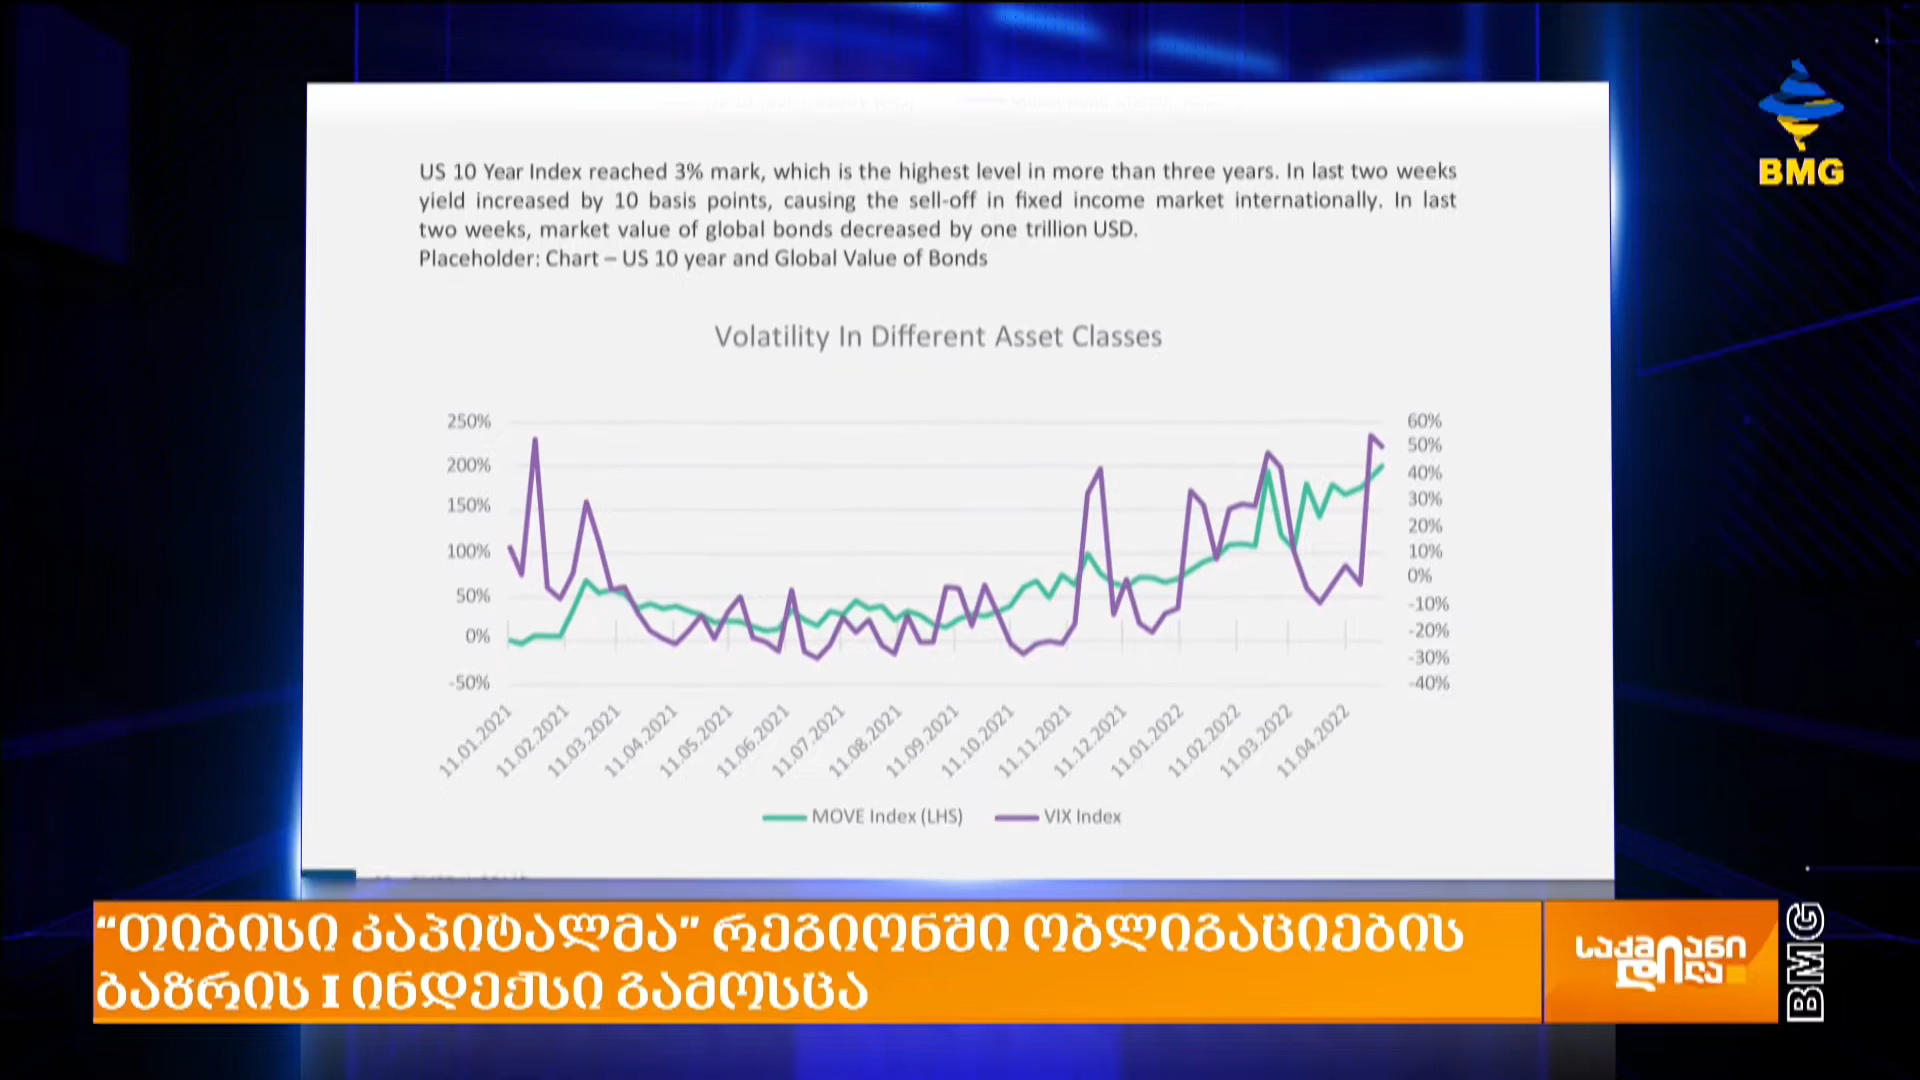 BMG
US 10 Year Index reached 3% mark, which is the highest level in more than three years. In last two weeks
yield increased by 10 basis points, causing the sell-off in fixed income market internationally. In last
two weeks, market value of global bonds decreased by one trillion USD.
Placeholder: Chart – US 10 year and Global Value of Bonds
Volatility In Different Asset Classes
250%
200%
150%
100%
50%
0%
-50%
60%
50%
40%
30%
20%
10%
0%
-10%
-20%
-30%
-40%
11.01.2021
11.02.2021
11.03.2021
11.04.2021
11.05.2021
11.06.2021
11.07.2021
11.08.2021
11.09.2021
11.10.2021
11.11.2021
11.12.2021
11.01.2022
11.02.2022
11.03.2022
11.04.2022
MOVE Index (LHS)
VIX Index
“თიბისი კაპიტალმა” რეგიონში ობლიგაციების
ბაზრის I ინდექსი გამოსცა
საქმიანი
დილა
BMG